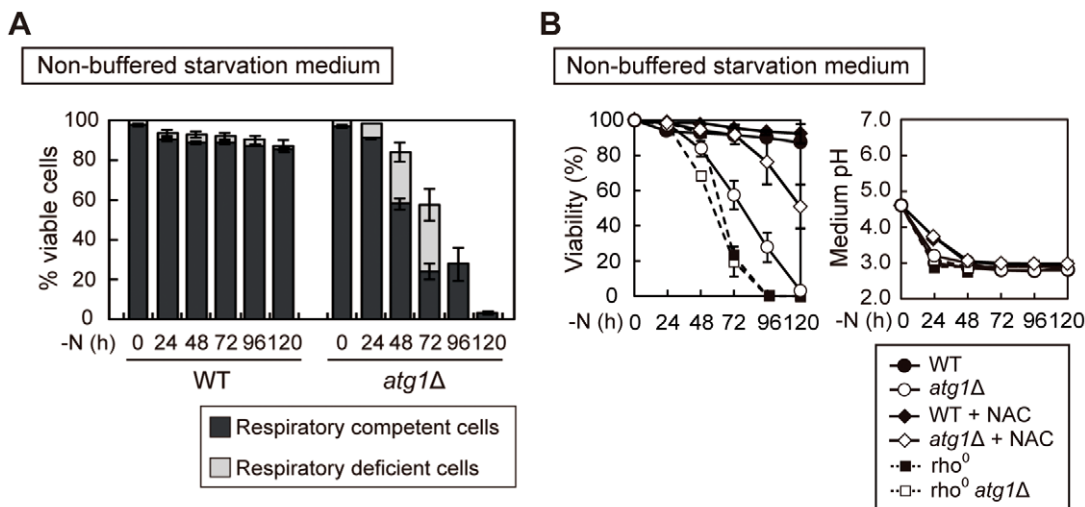 A
Non-buffered starvation medium
% viable cells
100
80
60
40
20
0
-N (h) 0 24 48 72 96 120 0 24 48 72 96 120
WT atg1Δ
Respiratory competent cells
Respiratory deficient cells
B
Non-buffered starvation medium
Viability (%)
100
80
60
40
20
0
-N (h) 0 24 48 72 96 120
Medium pH
7.0
6.0
5.0
4.0
3.0
2.0
0 24 48 72 96 120
WT
atg1Δ
WT + NAC
atg1Δ + NAC
rho⁰
rho⁰ atg1Δ